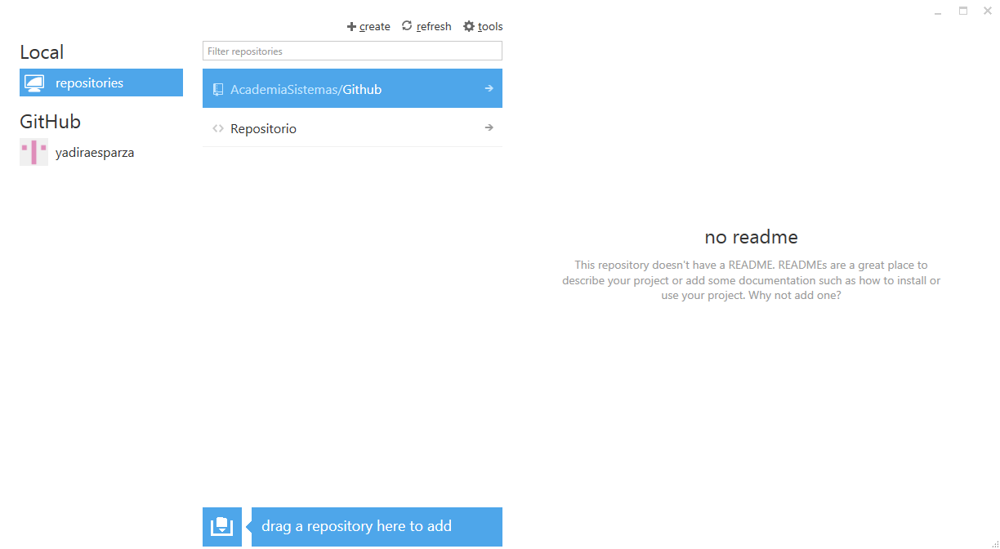 create refresh tools
Local
Filter repositories
repositories
AcademiaSistemas/Github
GitHub
Repositorio
yadiraesparza
no readme
This repository doesn't have a README. READMEs are a great place to
describe your project or add some documentation such as how to install or
use your project. Why not add one?
drag a repository here to add